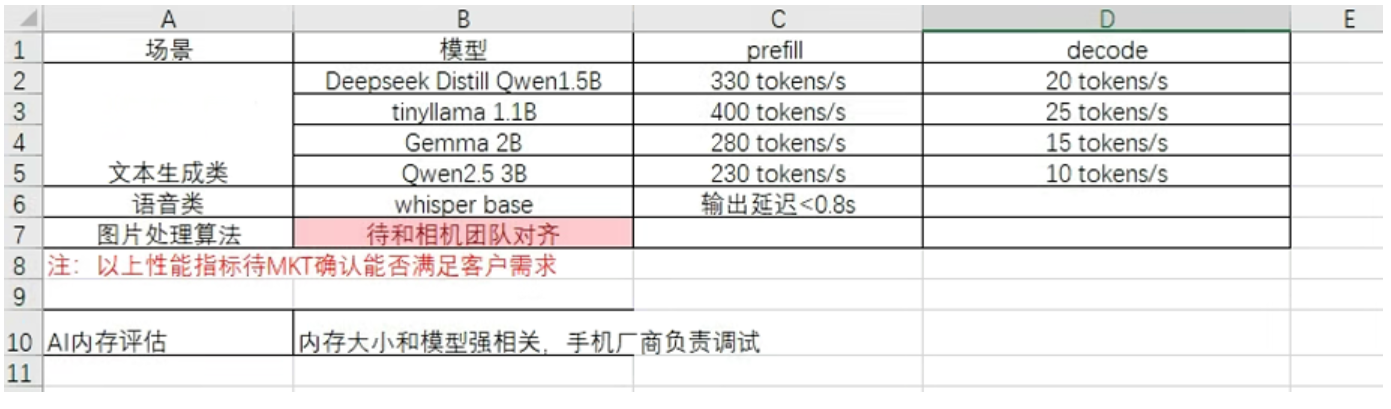 A B C D E
1 场景 模型 prefill decode
2 Deepseek Distill Qwen1.5B 330 tokens/s 20 tokens/s
3 tinyllama 1.1B 400 tokens/s 25 tokens/s
4 Gemma 2B 280 tokens/s 15 tokens/s
5 文本生成类 Qwen2.5 3B 230 tokens/s 10 tokens/s
6 语音类 whisper base 输出延迟<0.8s
7 图片处理算法 待和相机团队对齐
8 注：以上性能指标待MKT确认能否满足客户需求
9
10 AI内存评估 内存大小和模型强相关，手机厂商负责调试
11